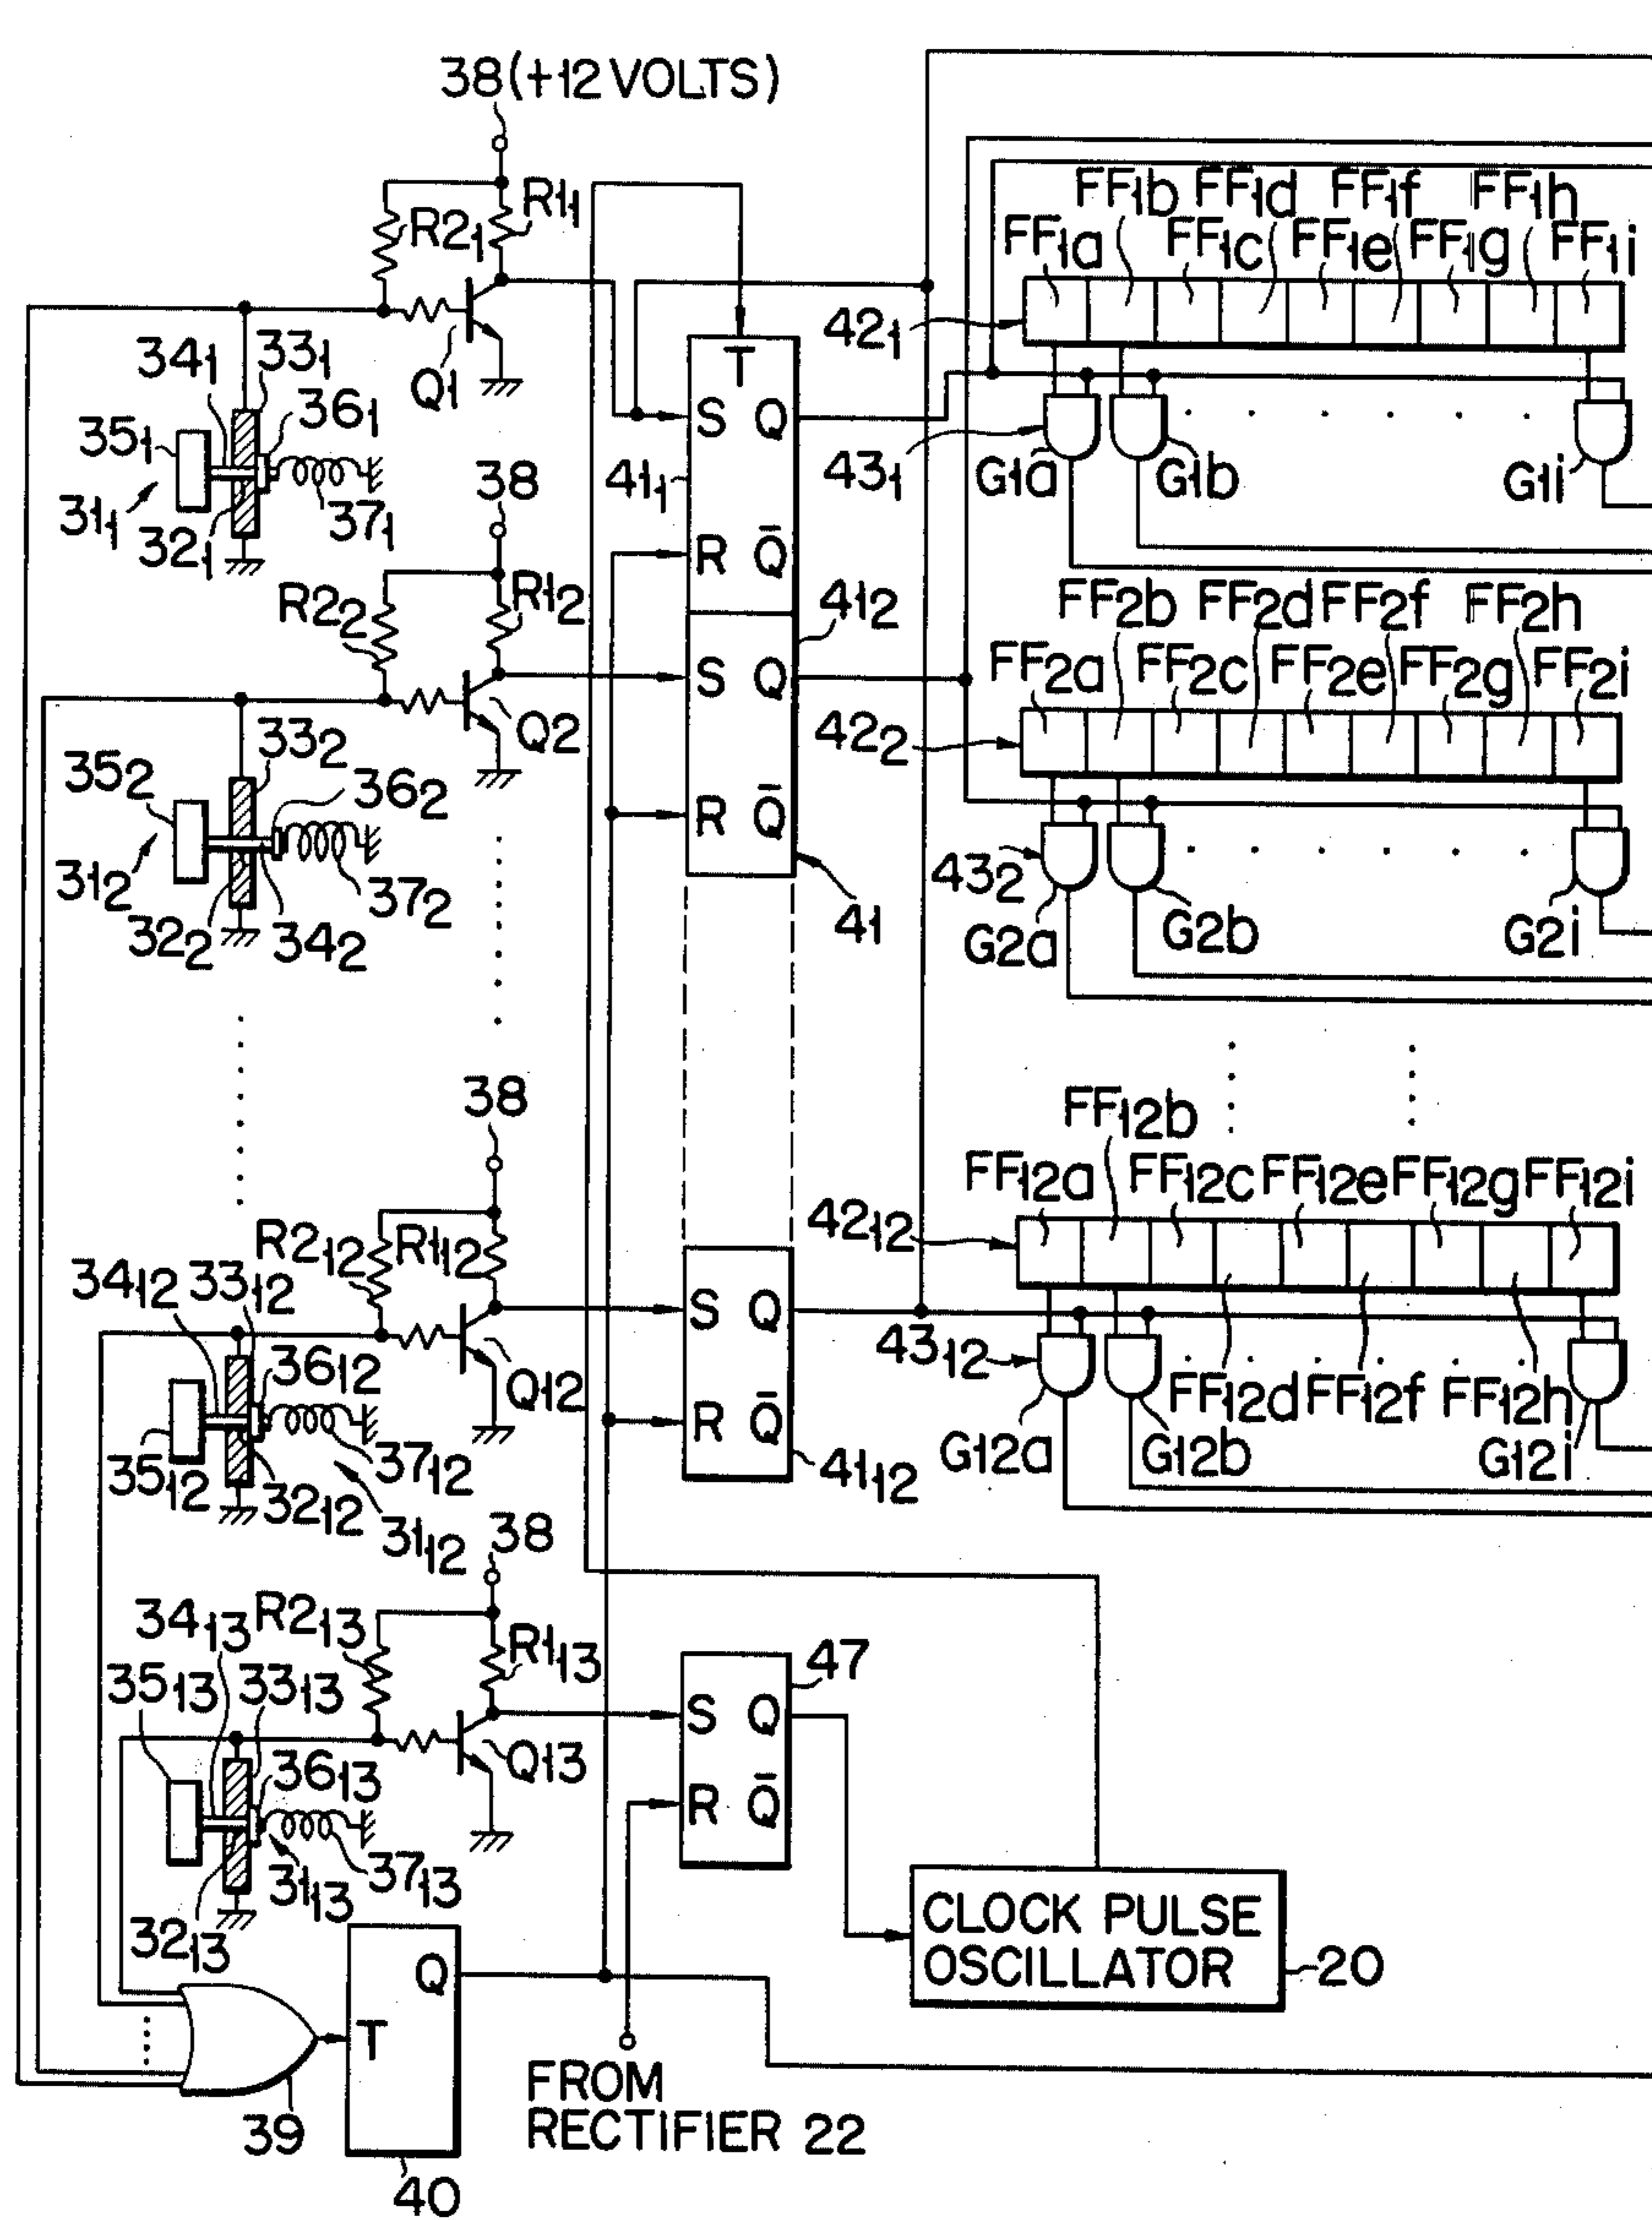 38(+12 VOLTS)
R2₁ R1₁
FF₁b FF₁d FF₁f FF₁h
FF₁a FF₁c FF₁e FF₁g FF₁i
42₁
34₁ 33₁
Q1
T
35₁ 36₁
S Q
43₁ G1a G1b G1i
38
41₁
31₁ 32₁ 37₁
R Q̄
R2₂ R1₂
41₂
FF₂b FF₂d FF₂f FF₂h
FF₂a FF₂c FF₂e FF₂g FF₂i
S Q
Q2
42₂
33₂
35₂ 36₂
R Q̄
31₂ 37₂
43₂
32₂ 34₂
41
G2a G2b G2i
38
FF₁₂b
FF₁₂a FF₁₂c FF₁₂e FF₁₂g FF₁₂i
42₁₂
R2₁₂ R1₁₂
34₁₂ 33₁₂
S Q
43₁₂
36₁₂
Q12
FF₁₂d FF₁₂f FF₁₂h
R Q̄
G12a G12b G12i
35₁₂ 37₁₂
41₁₂
32₁₂
31₁₂
38
34₁₃ R2₁₃
R1₁₃
47
35₁₃ 33₁₃
S Q
36₁₃
Q13
R Q̄
31₁₃ 37₁₃
32₁₃
CLOCK PULSE
OSCILLATOR
20
Q
T
39
40
FROM
RECTIFIER 22